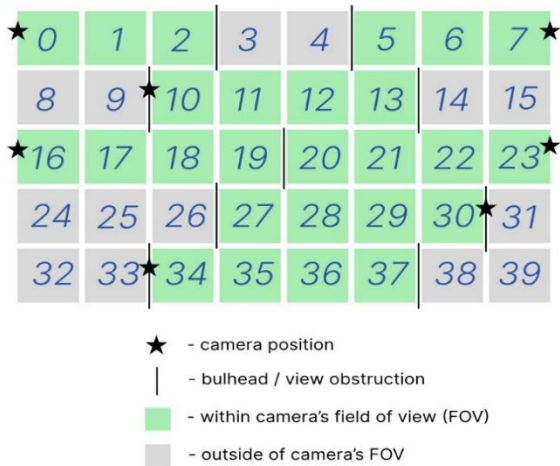 0 1 2 3 4 5 6 7
8 9 10 11 12 13 14 15
16 17 18 19 20 21 22 23
24 25 26 27 28 29 30 31
32 33 34 35 36 37 38 39
- camera position
- bulhead / view obstruction
- within camera's field of view (FOV)
- outside of camera's FOV